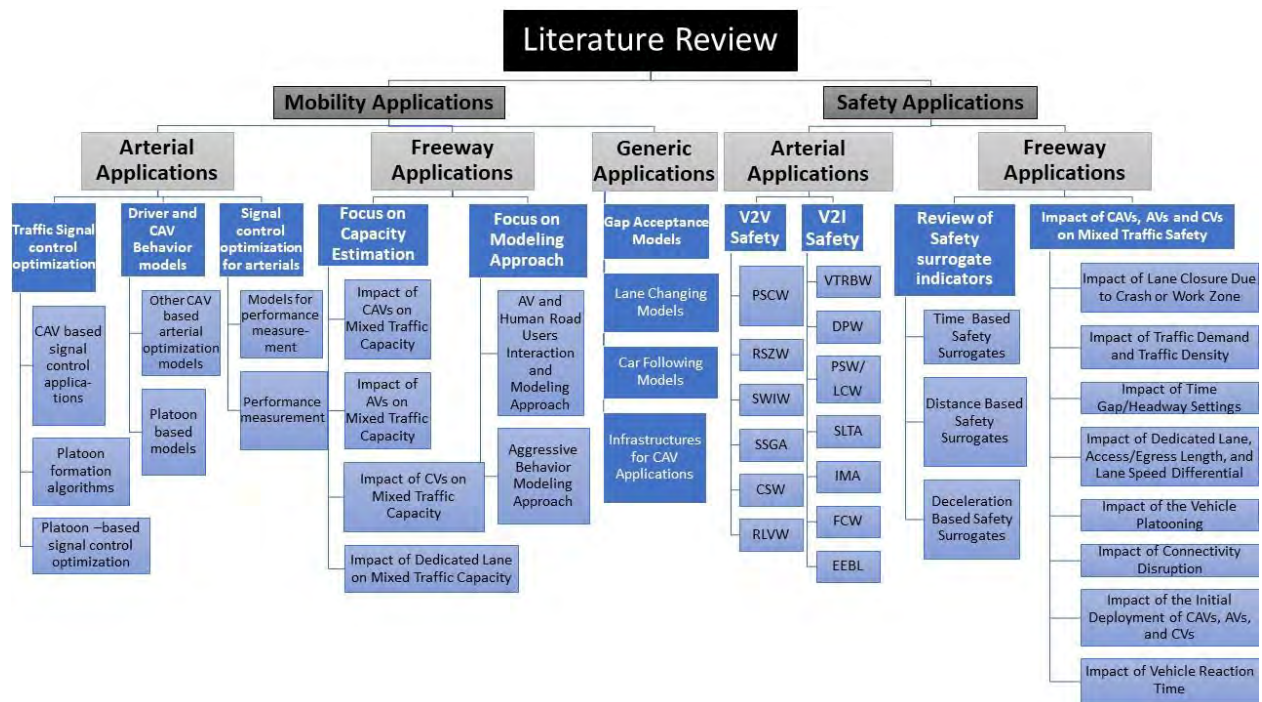 Literature Review
Mobility Applications
Safety Applications
Arterial
Applications
Freeway
Applications
Generic
Applications
Arterial
Applications
Freeway
Applications
Traffic Signal
control
optimization
CAV based
signal
control
applica-
tions
Platoon
formation
algorithms
Platoon –based
signal control
optimization
Driver and
CAV
Behavior
models
Other CAV
based
arterial
optimization
models
Platoon
based
models
Signal
control
optimization
for arterials
Models for
performance
measure-
ment
Performance
measurement
Focus on
Capacity
Estimation
Impact of
CAVs on
Mixed Traffic
Capacity
Impact of
AVs on
Mixed Traffic
Capacity
Impact of CVs on
Mixed Traffic
Capacity
Impact of Dedicated Lane
on Mixed Traffic Capacity
Focus on
Modeling
Approach
AV and
Human Road
Users
Interaction
and
Modeling
Approach
Aggressive
Behavior
Modeling
Approach
Gap Acceptance
Models
Lane Changing
Models
Car Following
Models
Infrastructures
for CAV
Applications
V2V
Safety
PSCW
RSZW
SWIW
SSGA
CSW
RLVW
V2I
Safety
VTRBW
DPW
PSW/
LCW
SLTA
IMA
FCW
EEBL
Review of
Safety
surrogate
indicators
Time Based
Safety
Surrogates
Distance Based
Safety
Surrogates
Deceleration
Based Safety
Surrogates
Impact of CAVs, AVs and CVs
on Mixed Traffic Safety
Impact of Lane Closure Due
to Crash or Work Zone
Impact of Traffic Demand
and Traffic Density
Impact of Time
Gap/Headway Settings
Impact of Dedicated Lane,
Access/Egress Length, and
Lane Speed Differential
Impact of the Vehicle
Platooning
Impact of Connectivity
Disruption
Impact of the Initial
Deployment of CAVs, AVs,
and CVs
Impact of Vehicle Reaction
Time